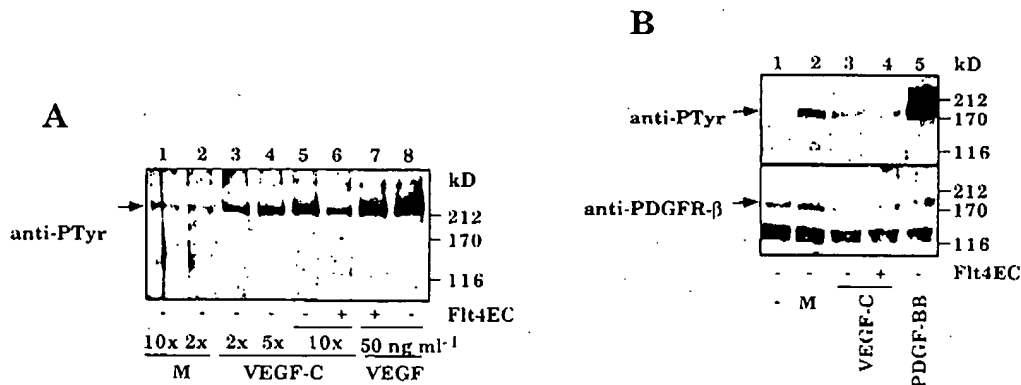 A
1 2 3 4 5 6 7 8
kD
anti-PTyr
212
170
116
- - - - - + + - Flt4EC
10x 2x 2x 5x 10x 50 ng ml-1
M VEGF-C VEGF
B
1 2 3 4 5 kD
anti-PTyr
212
170
116
anti-PDGFR-β
212
170
116
- - - + - Flt4EC
- M VEGF-C PDGF-BB